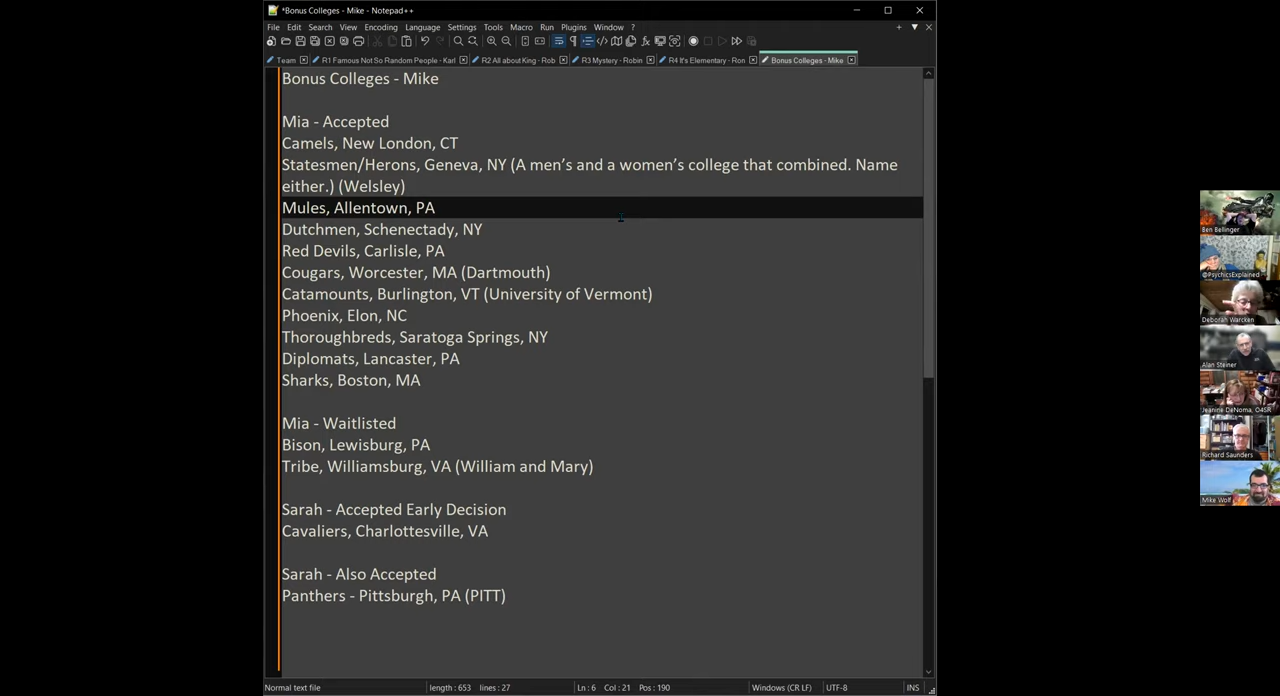 *Bonus Colleges - Mike - Notepad++
File Edit Search View Encoding Language Settings Tools Macro Run Plugins Window ?
Team R1 Famous Not So Random People - Karl R2 All about King - Rob R3 Mystery - Robin R4 It's Elementary - Ron Bonus Colleges - Mike
Bonus Colleges - Mike
Mia - Accepted
Camels, New London, CT
Statesmen/Herons, Geneva, NY (A men's and a women's college that combined. Name
either.) (Welsley)
Mules, Allentown, PA
Dutchmen, Schenectady, NY
Red Devils, Carlisle, PA
Cougars, Worcester, MA (Dartmouth)
Catamounts, Burlington, VT (University of Vermont)
Phoenix, Elon, NC
Thoroughbreds, Saratoga Springs, NY
Diplomats, Lancaster, PA
Sharks, Boston, MA
Mia - Waitlisted
Bison, Lewisburg, PA
Tribe, Williamsburg, VA (William and Mary)
Sarah - Accepted Early Decision
Cavaliers, Charlottesville, VA
Sarah - Also Accepted
Panthers - Pittsburgh, PA (PITT)
Normal text file length : 653 lines : 27 Ln : 6 Col : 21 Pos : 190 Windows (CR LF) UTF-8 INS
Ben Bellinger
@PsychicsExplained
Deborah Warcken
Alan Steiner
Jeanine DeNoma, O4SR
Richard Saunders
Mike Wolf